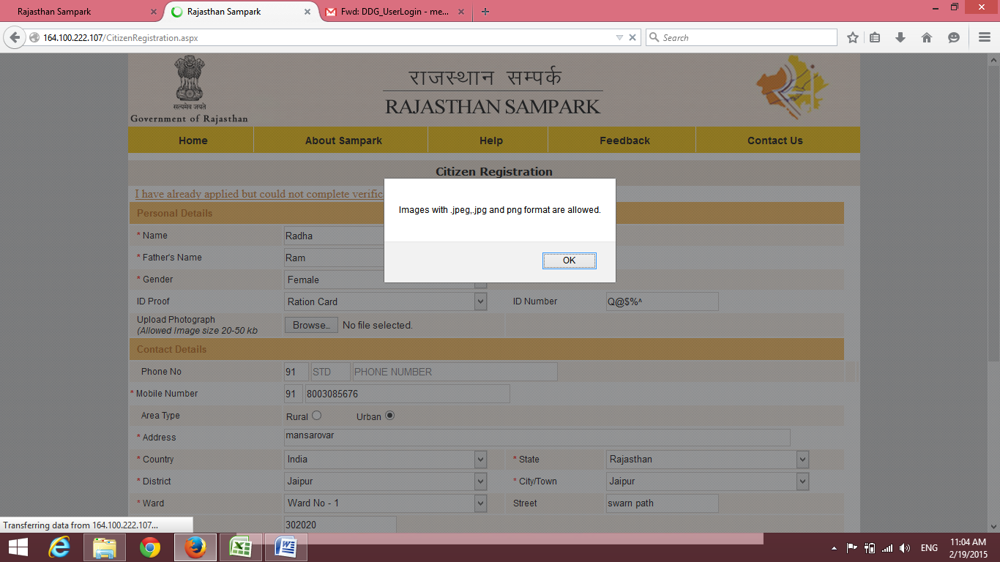 Rajasthan Sampark
Rajasthan Sampark
Fwd: DDG_UserLogin - me...
164.100.222.107/CitizenRegistration.aspx
Search
सत्यमेव जयते
Government of Rajasthan
राजस्थान सम्पर्क
RAJASTHAN SAMPARK
Home About Sampark Help Feedback Contact Us
Citizen Registration
I have already applied but could not complete verific
Images with .jpeg,.jpg and png format are allowed.
OK
Personal Details
* Name Radha
* Father's Name Ram
* Gender Female
ID Proof Ration Card ID Number Q@$%^
Upload Photograph
(Allowed Image size 20-50 kb
Browse... No file selected.
Contact Details
Phone No 91 STD PHONE NUMBER
* Mobile Number 91 8003085676
Area Type Rural Urban
* Address mansarovar
* Country India * State Rajasthan
* District Jaipur * City/Town Jaipur
* Ward Ward No - 1 Street swarn path
302020
Transferring data from 164.100.222.107...
ENG
11:04 AM
2/19/2015